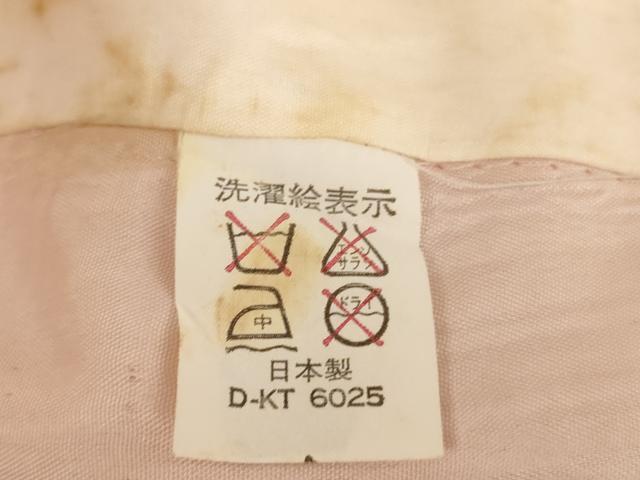 洗濯絵表示
エンソ
サラシ
中
ドライ
日本製
D-KT 6025